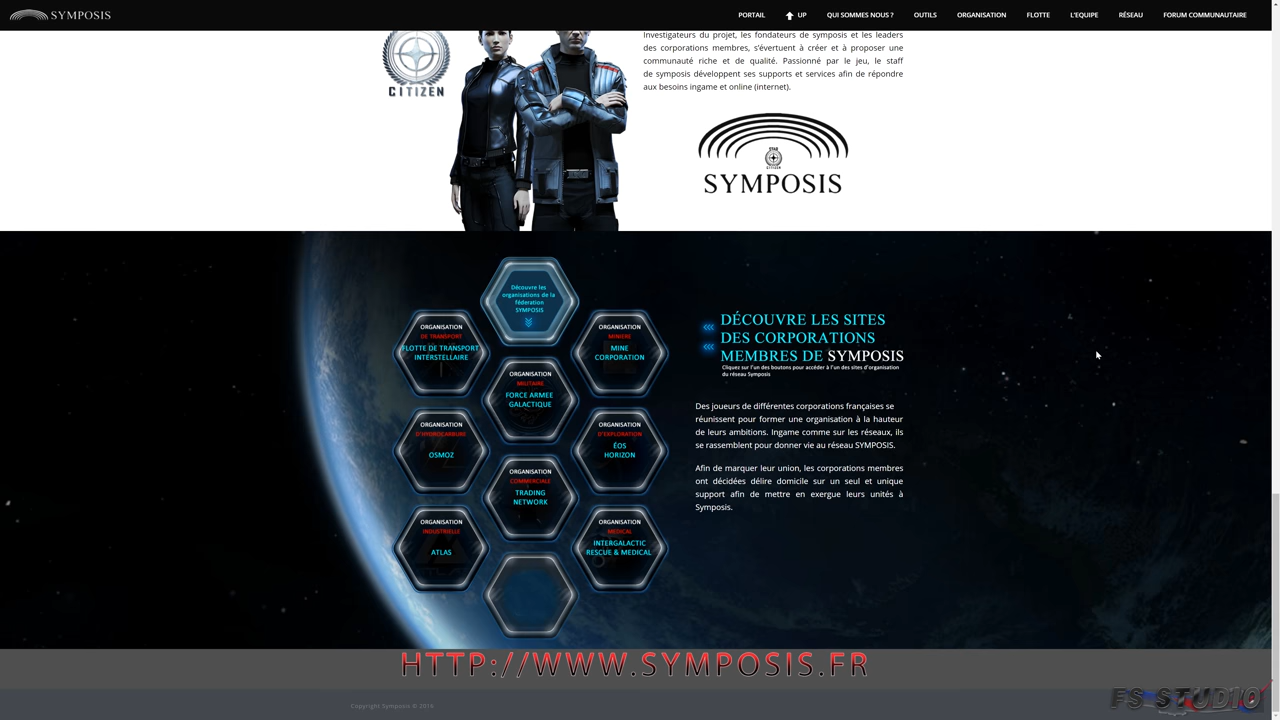 SYMPOSIS
PORTAIL UP QUI SOMMES NOUS ? OUTILS ORGANISATION FLOTTE L'EQUIPE RÉSEAU FORUM COMMUNAUTAIRE
CITIZEN
Investigateurs du projet, les fondateurs de symposis et les leaders
des corporations membres, s'évertuent à créer et à proposer une
communauté riche et de qualité. Passionné par le jeu, le staff
de symposis développent ses supports et services afin de répondre
aux besoins ingame et online (internet).
STAR
CITIZEN
SYMPOSIS
Découvre les
organisations de la
féderation
SYMPOSIS
ORGANISATION
DE TRANSPORT
FLOTTE DE TRANSPORT
INTÉRSTELLAIRE
ORGANISATION
MINIERE
MINE
CORPORATION
ORGANISATION
MILITAIRE
FORCE ARMEE
GALACTIQUE
ORGANISATION
D'HYDROCARBURE
OSMOZ
ORGANISATION
D'EXPLORATION
ÉOS
HORIZON
ORGANISATION
COMMERCIALE
TRADING
NETWORK
ORGANISATION
INDUSTRIELLE
ATLAS
ORGANISATION
MEDICAL
INTERGALACTIC
RESCUE & MEDICAL
DÉCOUVRE LES SITES
DES CORPORATIONS
MEMBRES DE SYMPOSIS
Cliquez sur l'un des boutons pour accéder à l'un des sites d'organisation
du réseau Symposis
Des joueurs de différentes corporations françaises se
réunissent pour former une organisation à la hauteur
de leurs ambitions. Ingame comme sur les réseaux, ils
se rassemblent pour donner vie au réseau SYMPOSIS.
Afin de marquer leur union, les corporations membres
ont décidées délire domicile sur un seul et unique
support afin de mettre en exergue leurs unités à
Symposis.
HTTP://WWW.SYMPOSIS.FR
Copyright Symposis © 2016
FS STUDIO